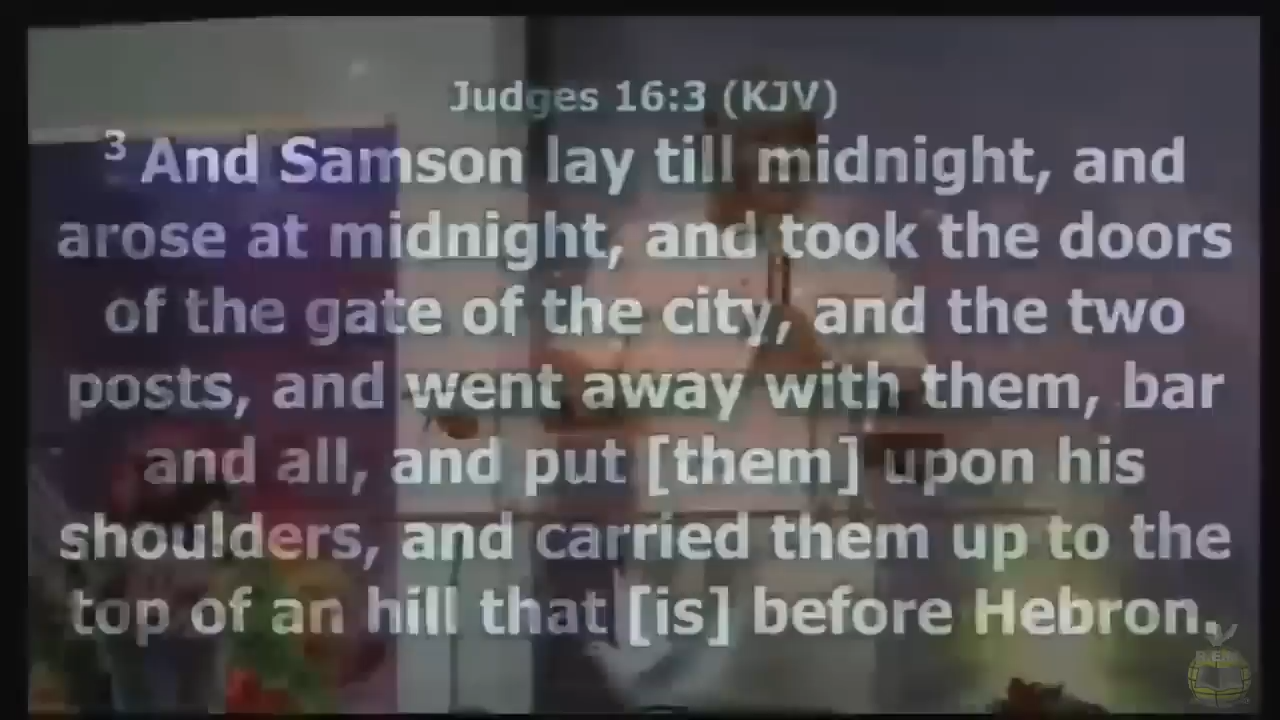 Judges 16:3 (KJV)
3 And Samson lay till midnight, and
arose at midnight, and took the doors
of the gate of the city, and the two
posts, and went away with them, bar
and all, and put [them] upon his
shoulders, and carried them up to the
top of an hill that [is] before Hebron.